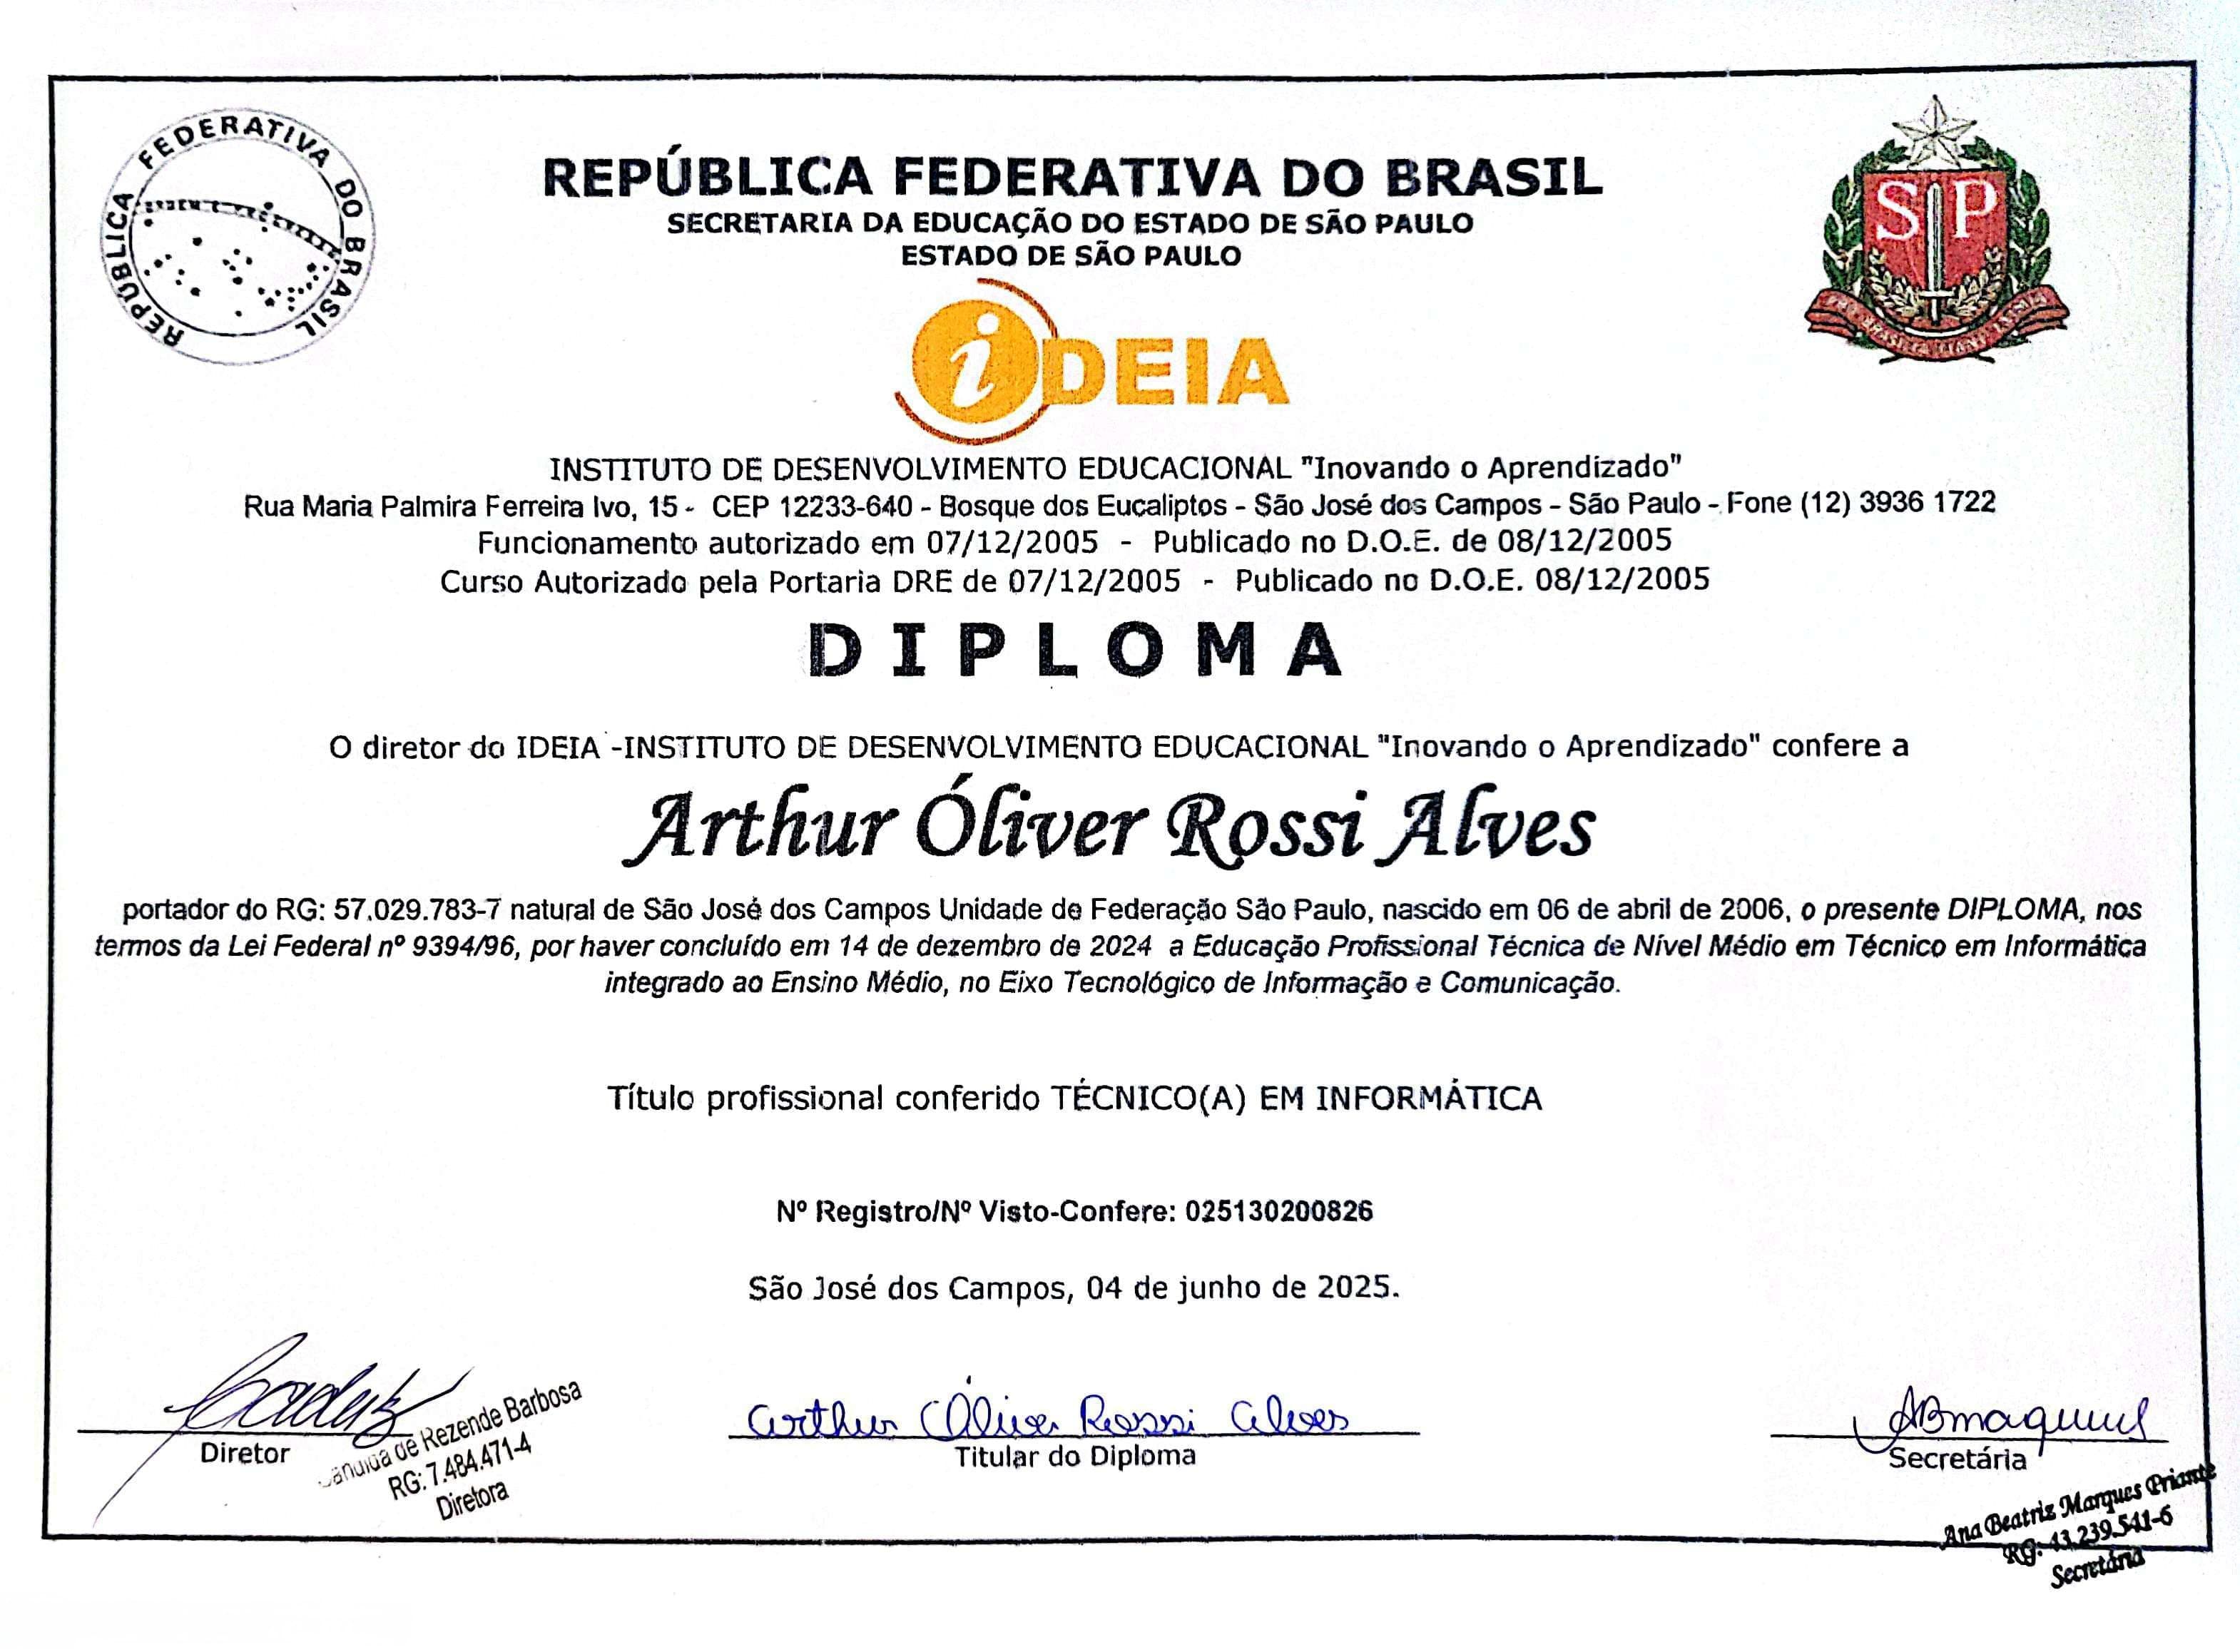 REPÚBLICA FEDERATIVA DO BRASIL
REPÚBLICA FEDERATIVA DO BRASIL
SECRETARIA DA EDUCAÇÃO DO ESTADO DE SÃO PAULO
ESTADO DE SÃO PAULO
SP
iDEIA
INSTITUTO DE DESENVOLVIMENTO EDUCACIONAL "Inovando o Aprendizado"
Rua Maria Palmira Ferreira Ivo, 15 - CEP 12233-640 - Bosque dos Eucaliptos - São José dos Campos - São Paulo - Fone (12) 3936 1722
Funcionamento autorizado em 07/12/2005 - Publicado no D.O.E. de 08/12/2005
Curso Autorizado pela Portaria DRE de 07/12/2005 - Publicado no D.O.E. 08/12/2005
DIPLOMA
O diretor do IDEIA -INSTITUTO DE DESENVOLVIMENTO EDUCACIONAL "Inovando o Aprendizado" confere a
Arthur Óliver Rossi Alves
portador do RG: 57.029.783-7 natural de São José dos Campos Unidade de Federação São Paulo, nascido em 06 de abril de 2006, o presente DIPLOMA, nos
termos da Lei Federal nº 9394/96, por haver concluído em 14 de dezembro de 2024 a Educação Profissional Técnica de Nível Médio em Técnico em Informática
integrado ao Ensino Médio, no Eixo Tecnológico de Informação e Comunicação.
Título profissional conferido TÉCNICO(A) EM INFORMÁTICA
Nº Registro/Nº Visto-Confere: 025130200826
São José dos Campos, 04 de junho de 2025.
Arthur Óliver Rossi Alves
Diretor
Titular do Diploma
Secretária
Cândida de Rezende Barbosa
RG: 7.484.471-4
Diretora
Ana Beatriz Marques Priante
RG: 43.239.541-6
Secretária